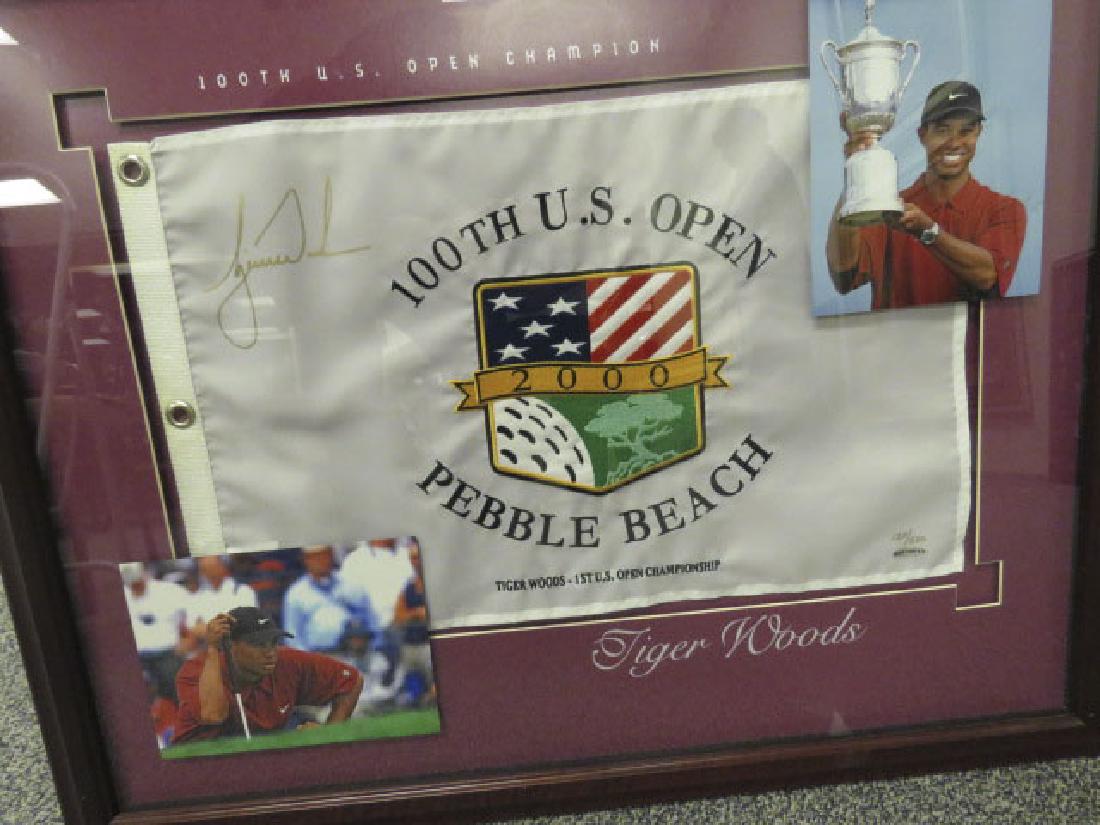 100TH U.S. OPEN CHAMPION
100TH U.S. OPEN
2000
PEBBLE BEACH
TIGER WOODS - 1ST U.S. OPEN CHAMPIONSHIP
Tiger Woods